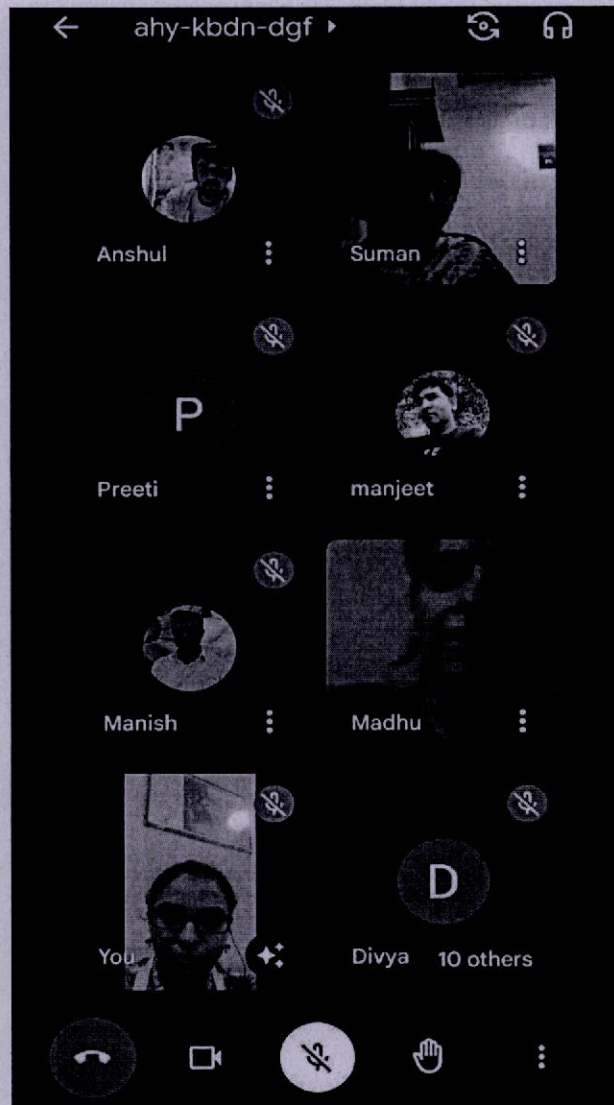 ahy-kbdn-dgf
Anshul
Suman
P
Preeti
manjeet
Manish
Madhu
You
D
Divya 10 others